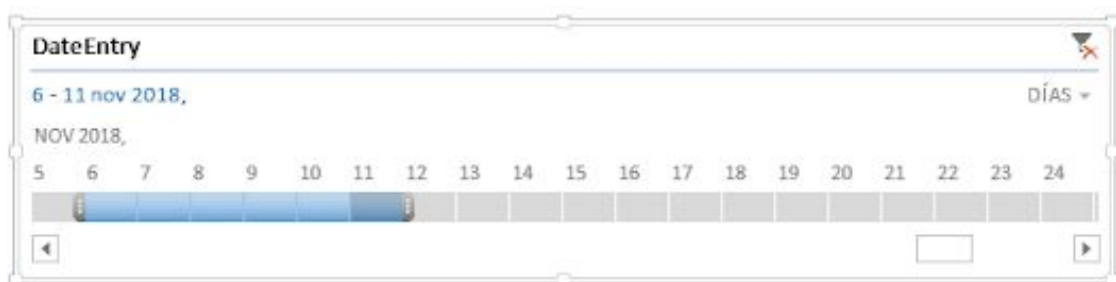 DateEntry
6 - 11 nov 2018,
DÍAS
NOV 2018,
5 6 7 8 9 10 11 12 13 14 15 16 17 18 19 20 21 22 23 24